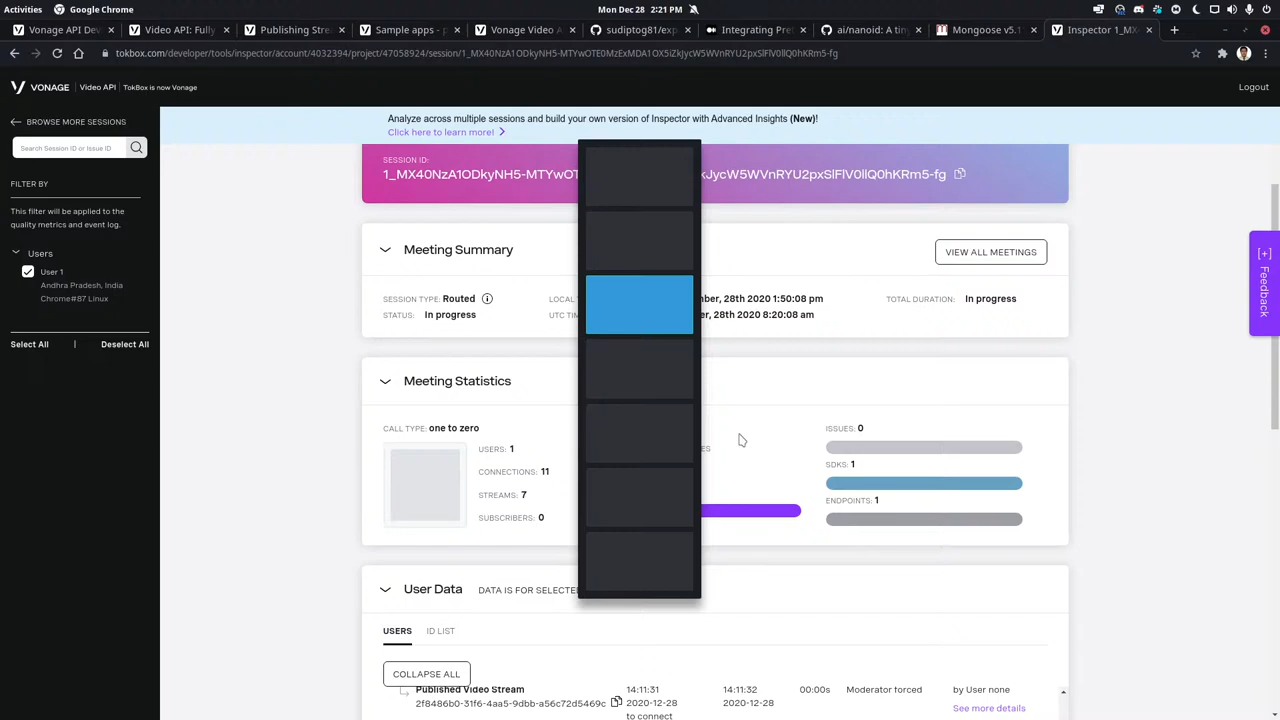 Activities
Google Chrome
Mon Dec 28 2:21 PM
Vonage API Dev
Video API: Fully
Publishing Stre
Sample apps - p
Vonage Video A
sudiptog81/exp
Integrating Pret
ai/nanoid: A tiny
Mongoose v5.1
Inspector 1_MX
tokbox.com/developer/tools/inspector/account/4032394/project/47058924/session/1_MX40NzA1ODkyNH5-MTYwOTE0MzExMDA1OX5iZkjycW5WVnRYU2pxSlFlV0llQ0hKRm5-fg
VONAGE
Video API
TokBox is now Vonage
Logout
BROWSE MORE SESSIONS
Search Session ID or Issue ID
FILTER BY
This filter will be applied to the
quality metrics and event log.
Users
User 1
Andhra Pradesh, India
Chrome#87 Linux
Select All | Deselect All
Analyze across multiple sessions and build your own version of Inspector with Advanced Insights (New)!
Click here to learn more!
SESSION ID:
1_MX40NzA1ODkyNH5-MTYwOT kJycW5WVnRYU2pxSlFlV0llQ0hKRm5-fg
Meeting Summary
VIEW ALL MEETINGS
SESSION TYPE: Routed
LOCAL T mber, 28th 2020 1:50:08 pm
TOTAL DURATION: In progress
STATUS: In progress
UTC TIM er, 28th 2020 8:20:08 am
Meeting Statistics
CALL TYPE: one to zero
USERS: 1
CONNECTIONS: 11
STREAMS: 7
SUBSCRIBERS: 0
ES
ISSUES: 0
SDKS: 1
ENDPOINTS: 1
User Data
DATA IS FOR SELECTE
USERS
ID LIST
COLLAPSE ALL
Published Video Stream
2f8486b0-31f6-4aa5-9dbb-a56c72d5469c
14:11:31
2020-12-28
to connect
14:11:32
2020-12-28
00:00s
Moderator forced
by User none
See more details
[+] Feedback